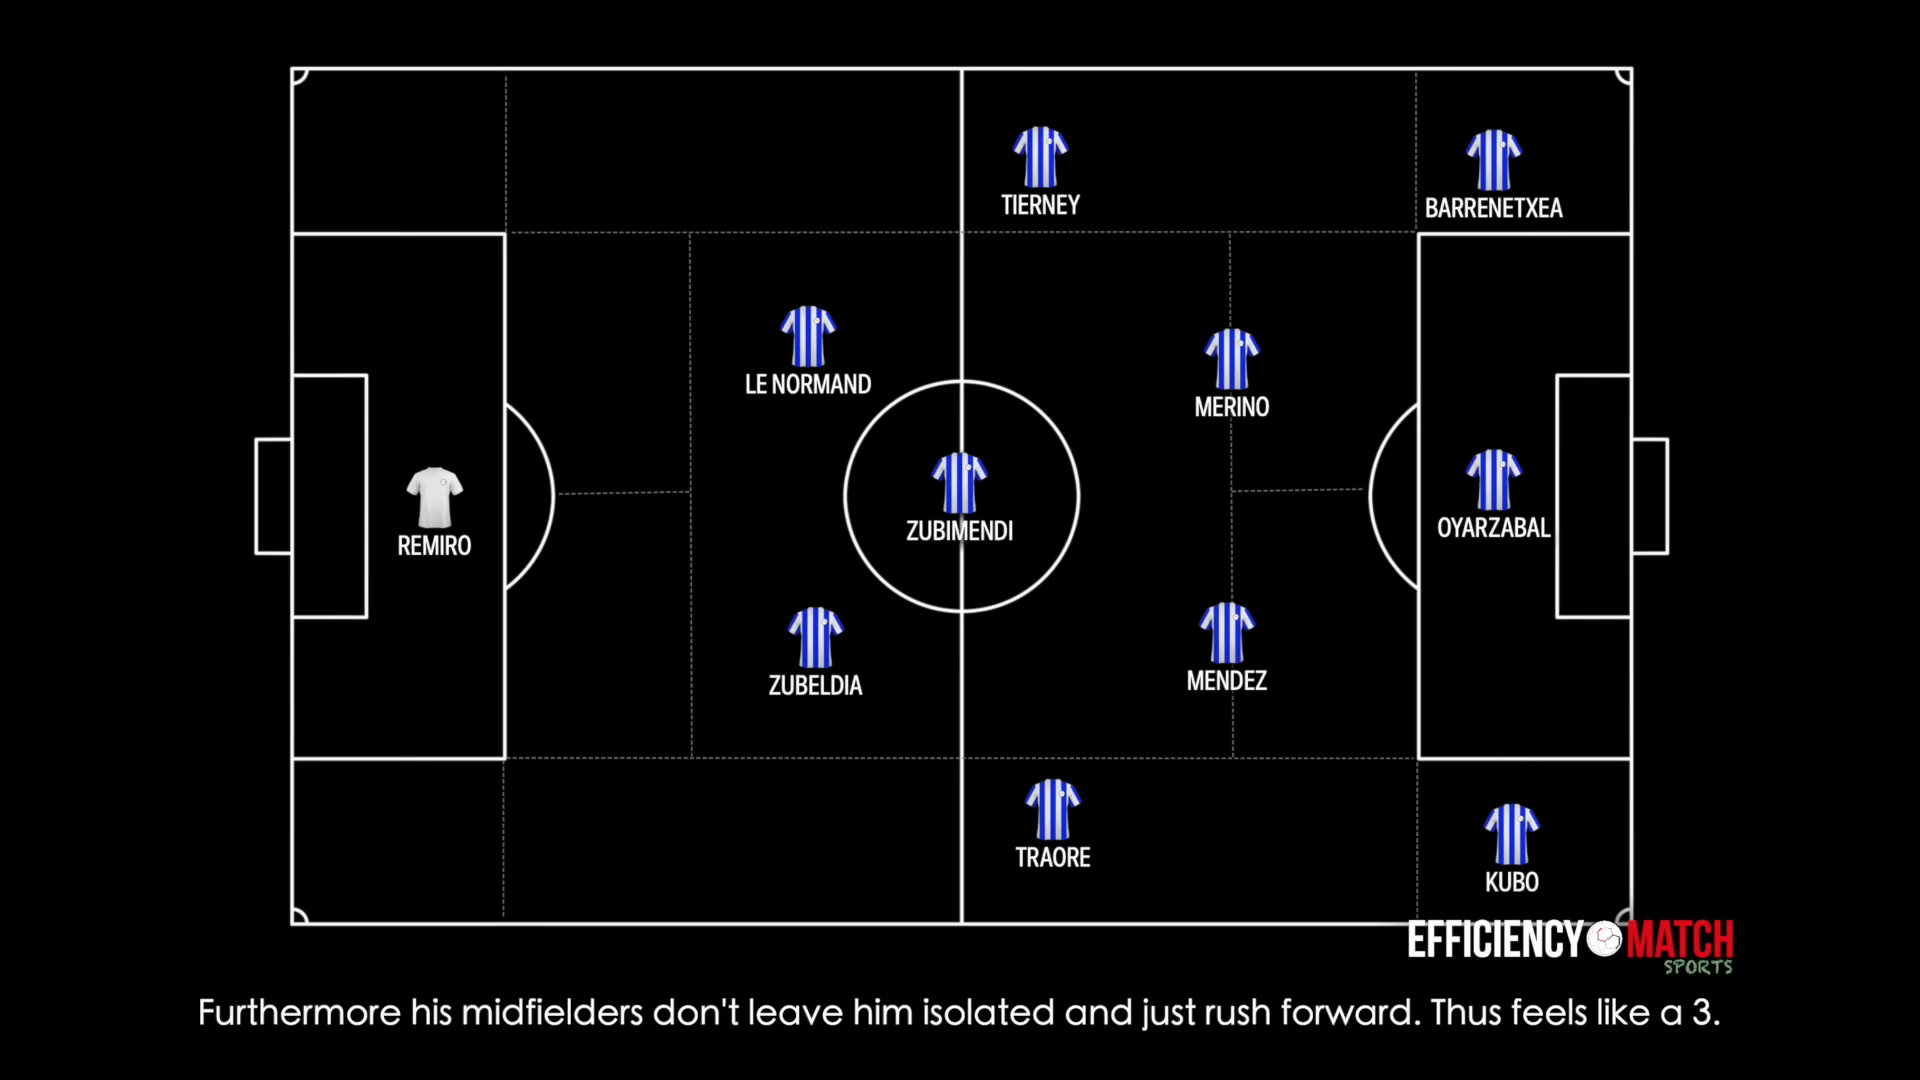 TIERNEY
BARRENETXEA
LE NORMAND
MERINO
REMIRO
ZUBIMENDI
OYARZABAL
ZUBELDIA
MENDEZ
TRAORE
KUBO
EFFICIENCY MATCH
SPORTS
Furthermore his midfielders don't leave him isolated and just rush forward. Thus feels like a 3.